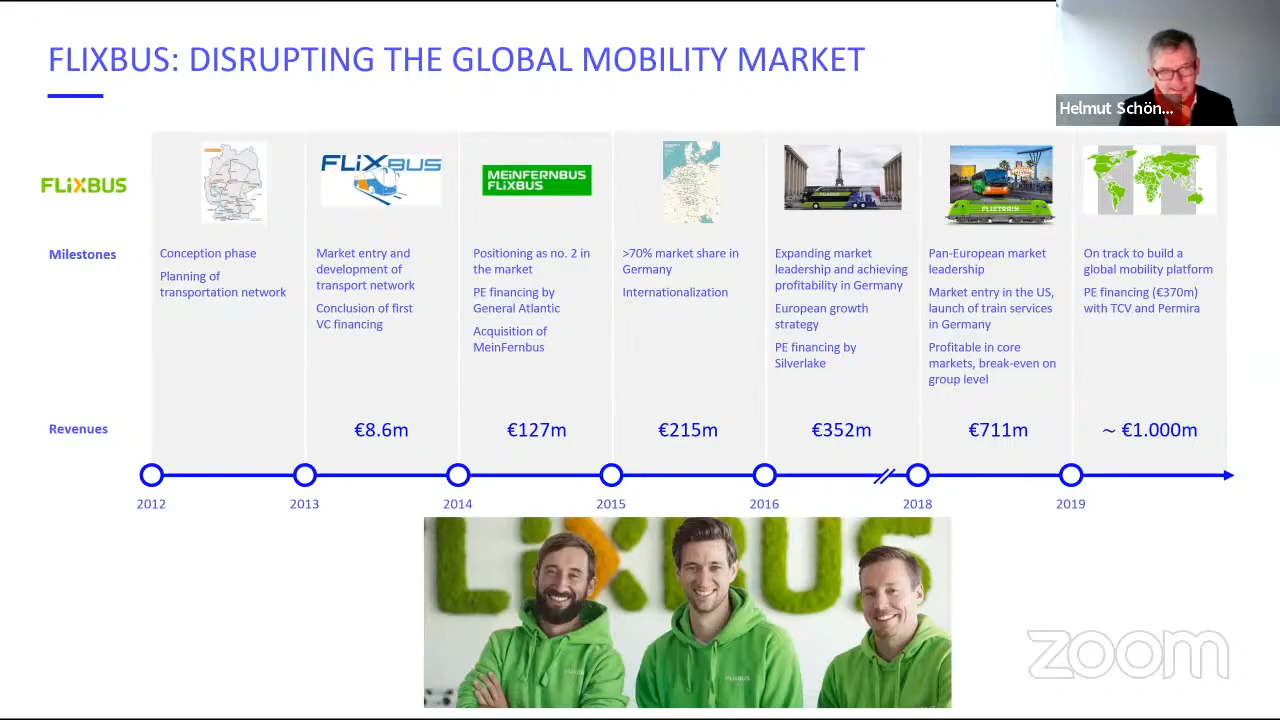 FLIXBUS: DISRUPTING THE GLOBAL MOBILITY MARKET
Helmut Schön...
FLiXBUS
FLiXBUS
MEiNFERNBUS
FLiXBUS
FLIXTRAIN
Milestones
Conception phase
Planning of
transportation network
Market entry and
development of
transport network
Conclusion of first
VC financing
Positioning as no. 2 in
the market
PE financing by
General Atlantic
Acquisition of
MeinFernbus
>70% market share in
Germany
Internationalization
Expanding market
leadership and achieving
profitability in Germany
European growth
strategy
PE financing by
Silverlake
Pan-European market
leadership
Market entry in the US,
launch of train services
in Germany
Profitable in core
markets, break-even on
group level
On track to build a
global mobility platform
PE financing (€370m)
with TCV and Permira
Revenues
€8.6m
€127m
€215m
€352m
€711m
~ €1.000m
2012
2013
2014
2015
2016
2018
2019
FLiXBUS
FLiXBUS
zoom